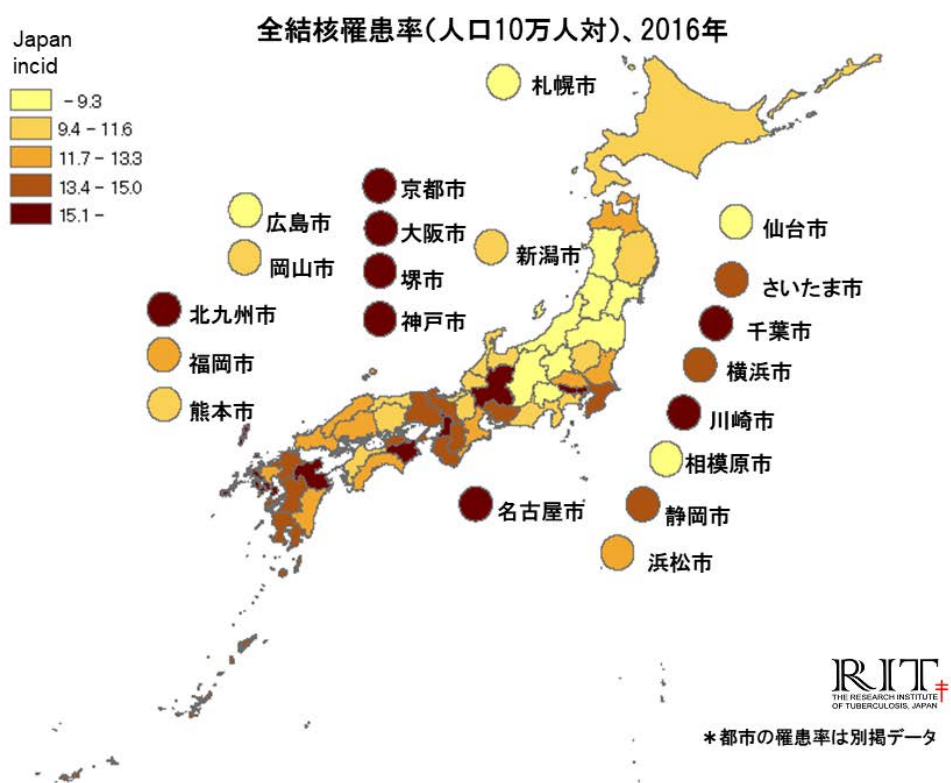 全結核罹患率(人口10万人対)、2016年
Japan
incid
－9.3
9.4－11.6
11.7－13.3
13.4－15.0
15.1－
札幌市
京都市
広島市
大阪市
仙台市
新潟市
岡山市
堺市
さいたま市
北九州市
神戸市
千葉市
福岡市
横浜市
熊本市
川崎市
相模原市
名古屋市
静岡市
浜松市
RIT
THE RESEARCH INSTITUTE
OF TUBERCULOSIS, JAPAN
＊都市の罹患率は別掲データ